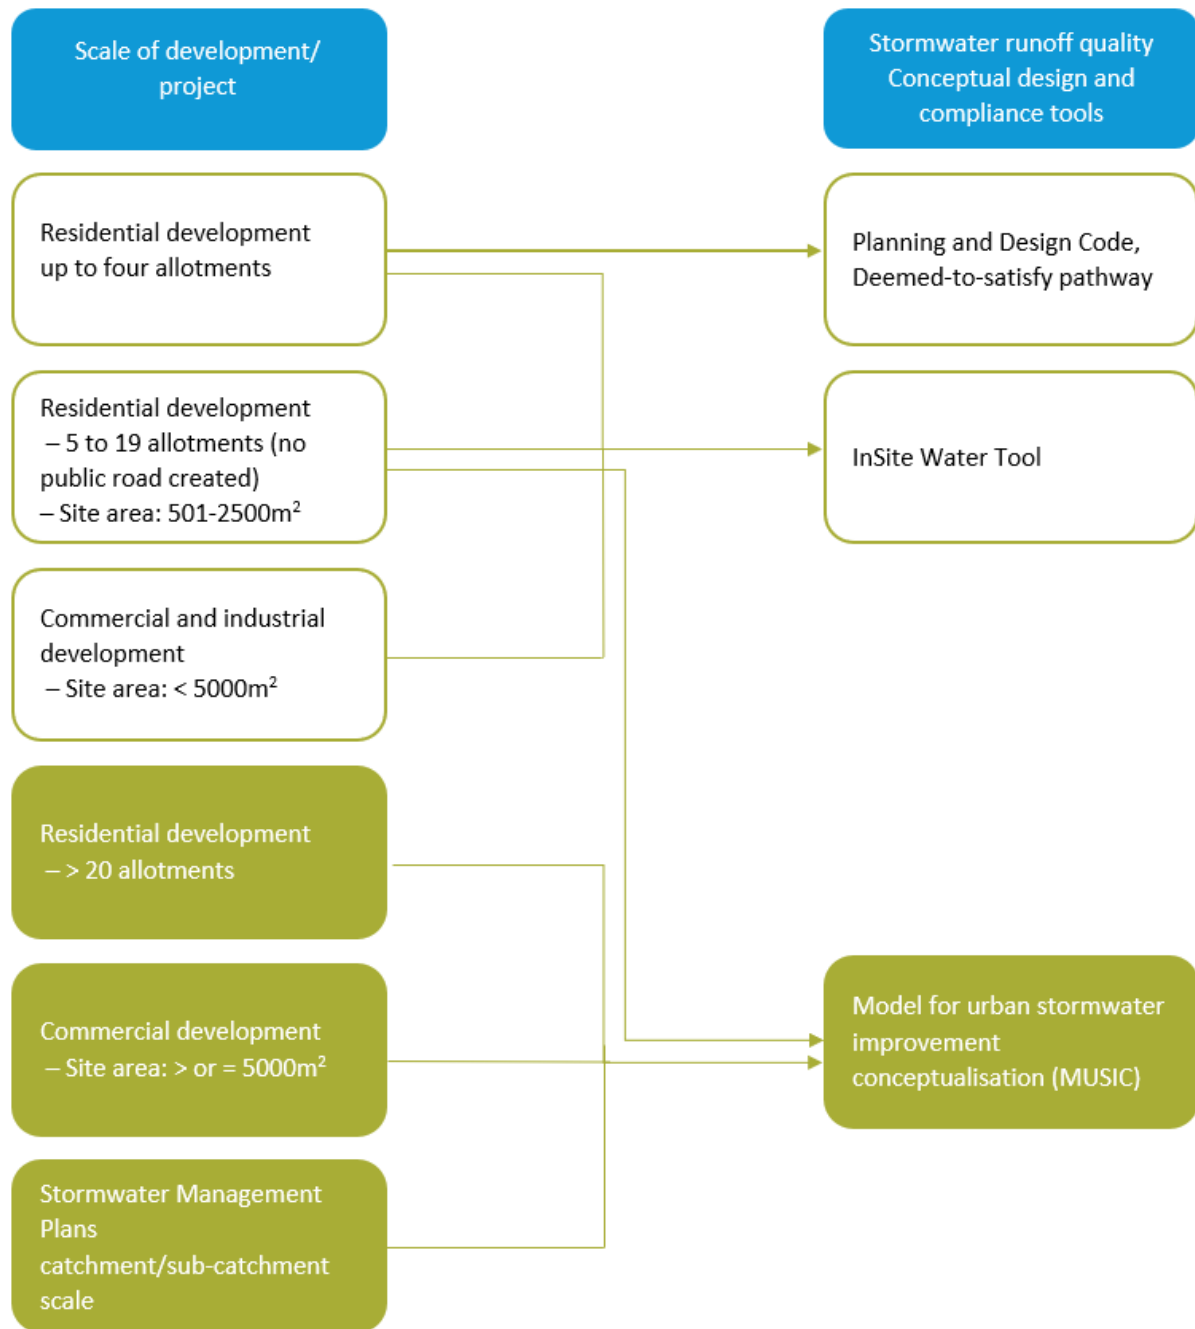 Scale of development/
project
Stormwater runoff quality
Conceptual design and
compliance tools
Residential development
up to four allotments
Planning and Design Code,
Deemed-to-satisfy pathway
Residential development
– 5 to 19 allotments (no
public road created)
– Site area: 501-2500m²
InSite Water Tool
Commercial and industrial
development
– Site area: < 5000m²
Residential development
– > 20 allotments
Commercial development
– Site area: > or = 5000m²
Model for urban stormwater
improvement
conceptualisation (MUSIC)
Stormwater Management
Plans
catchment/sub-catchment
scale